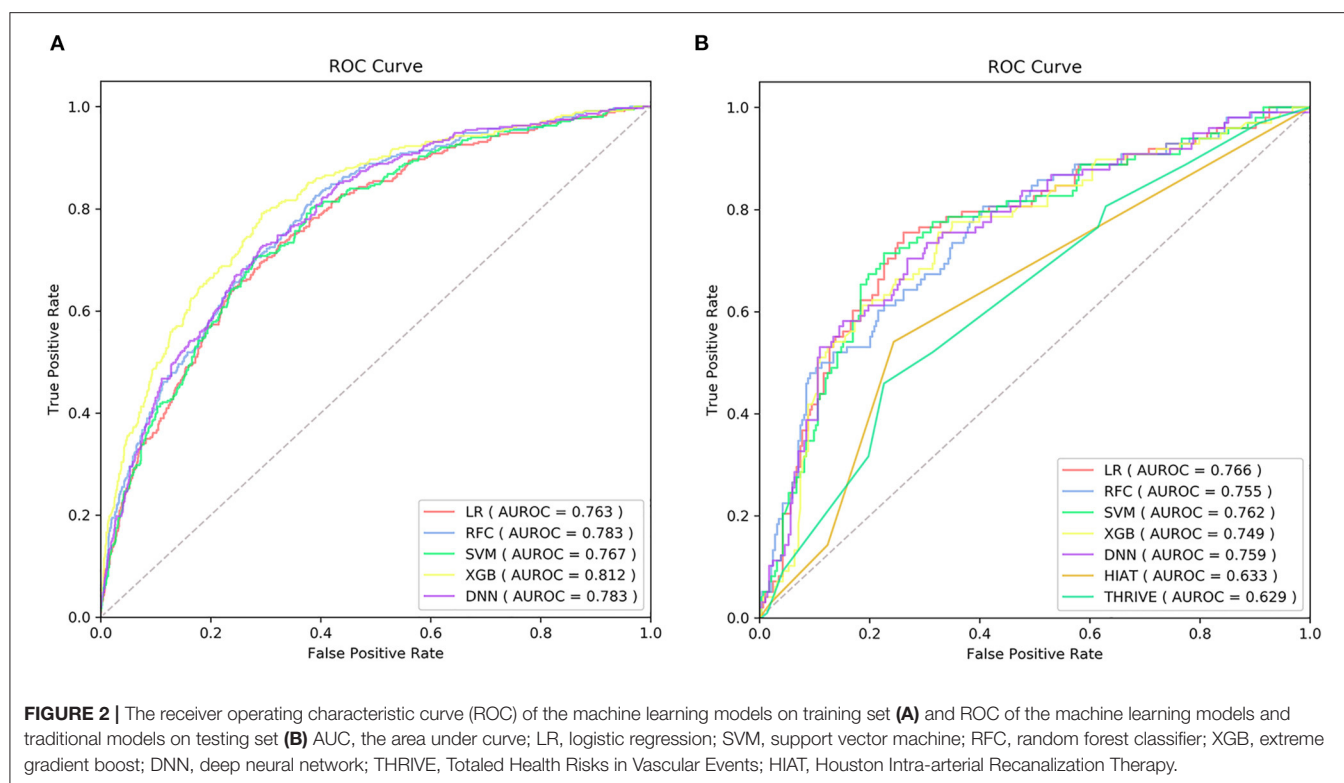 A
ROC Curve
True Positive Rate
1.0
0.8
0.6
0.4
0.2
0.0
0.0 0.2 0.4 0.6 0.8 1.0
False Positive Rate
LR ( AUROC = 0.763 )
RFC ( AUROC = 0.783 )
SVM ( AUROC = 0.767 )
XGB ( AUROC = 0.812 )
DNN ( AUROC = 0.783 )
B
ROC Curve
True Positive Rate
1.0
0.8
0.6
0.4
0.2
0.0
0.0 0.2 0.4 0.6 0.8 1.0
False Positive Rate
LR ( AUROC = 0.766 )
RFC ( AUROC = 0.755 )
SVM ( AUROC = 0.762 )
XGB ( AUROC = 0.749 )
DNN ( AUROC = 0.759 )
HIAT ( AUROC = 0.633 )
THRIVE ( AUROC = 0.629 )
FIGURE 2 | The receiver operating characteristic curve (ROC) of the machine learning models on training set (A) and ROC of the machine learning models and
traditional models on testing set (B) AUC, the area under curve; LR, logistic regression; SVM, support vector machine; RFC, random forest classifier; XGB, extreme
gradient boost; DNN, deep neural network; THRIVE, Totaled Health Risks in Vascular Events; HIAT, Houston Intra-arterial Recanalization Therapy.